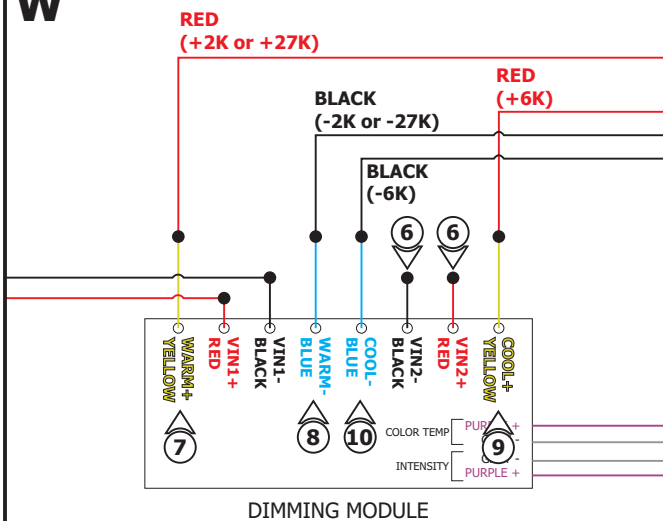 W
RED
(+2K or +27K)
RED
(+6K)
BLACK
(-2K or -27K)
BLACK
(-6K)
6
6
WARM+
YELLOW
VIN1+
RED
VIN1-
BLACK
WARM-
BLUE
COOL-
BLUE
VIN2-
BLACK
VIN2+
RED
COOL+
YELLOW
7
8
10
9
COLOR TEMP
+
-
INTENSITY
-
PURPLE +
DIMMING MODULE